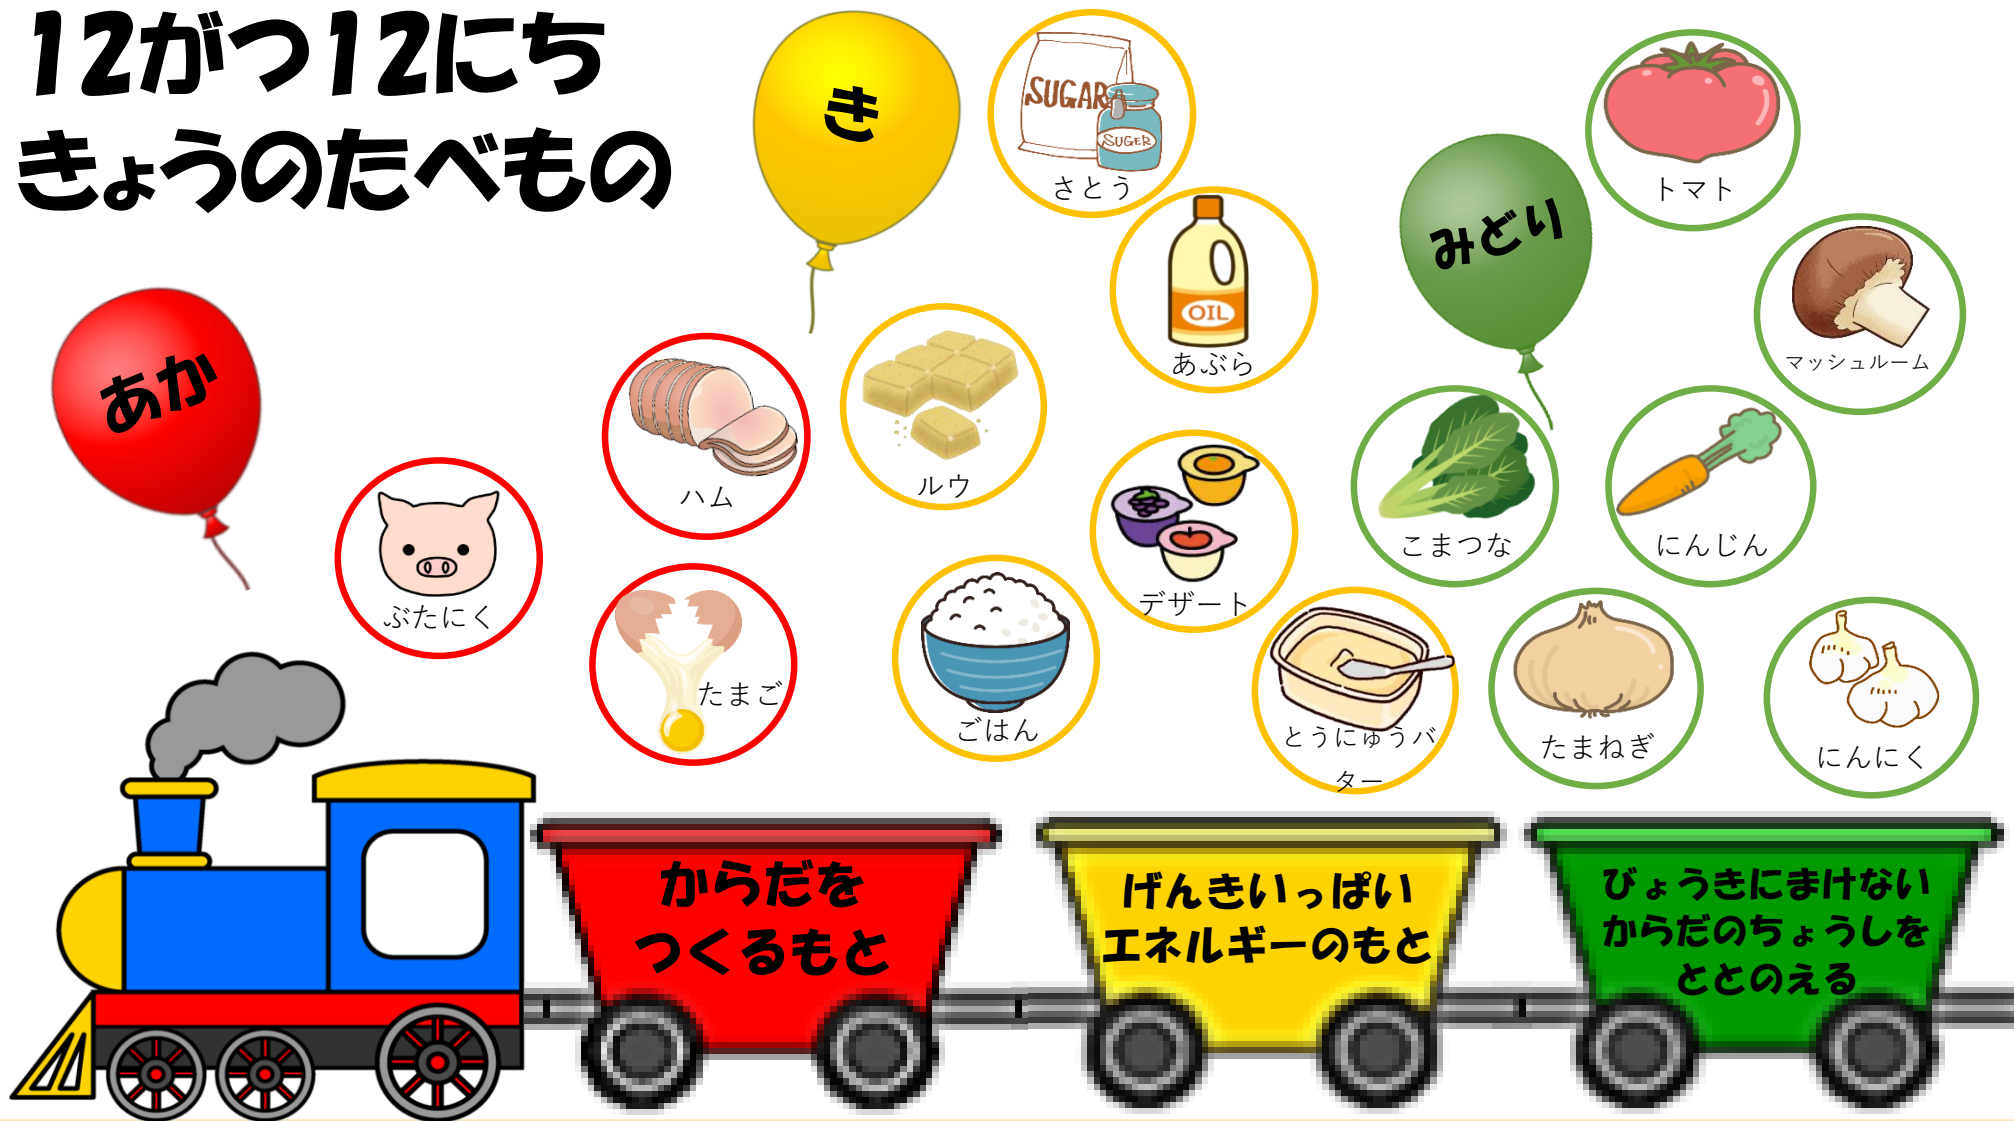 12がつ12にち
きょうのたべもの
あか
き
みどり
ぶたにく
ハム
たまご
SUGAR
SUGER
さとう
OIL
あぶら
ルウ
デザート
ごはん
とうにゅうバ
ター
トマト
マッシュルーム
こまつな
にんじん
たまねぎ
にんにく
からだを
つくるもと
げんきいっぱい
エネルギーのもと
びょうきにまけない
からだのちょうしを
ととのえる